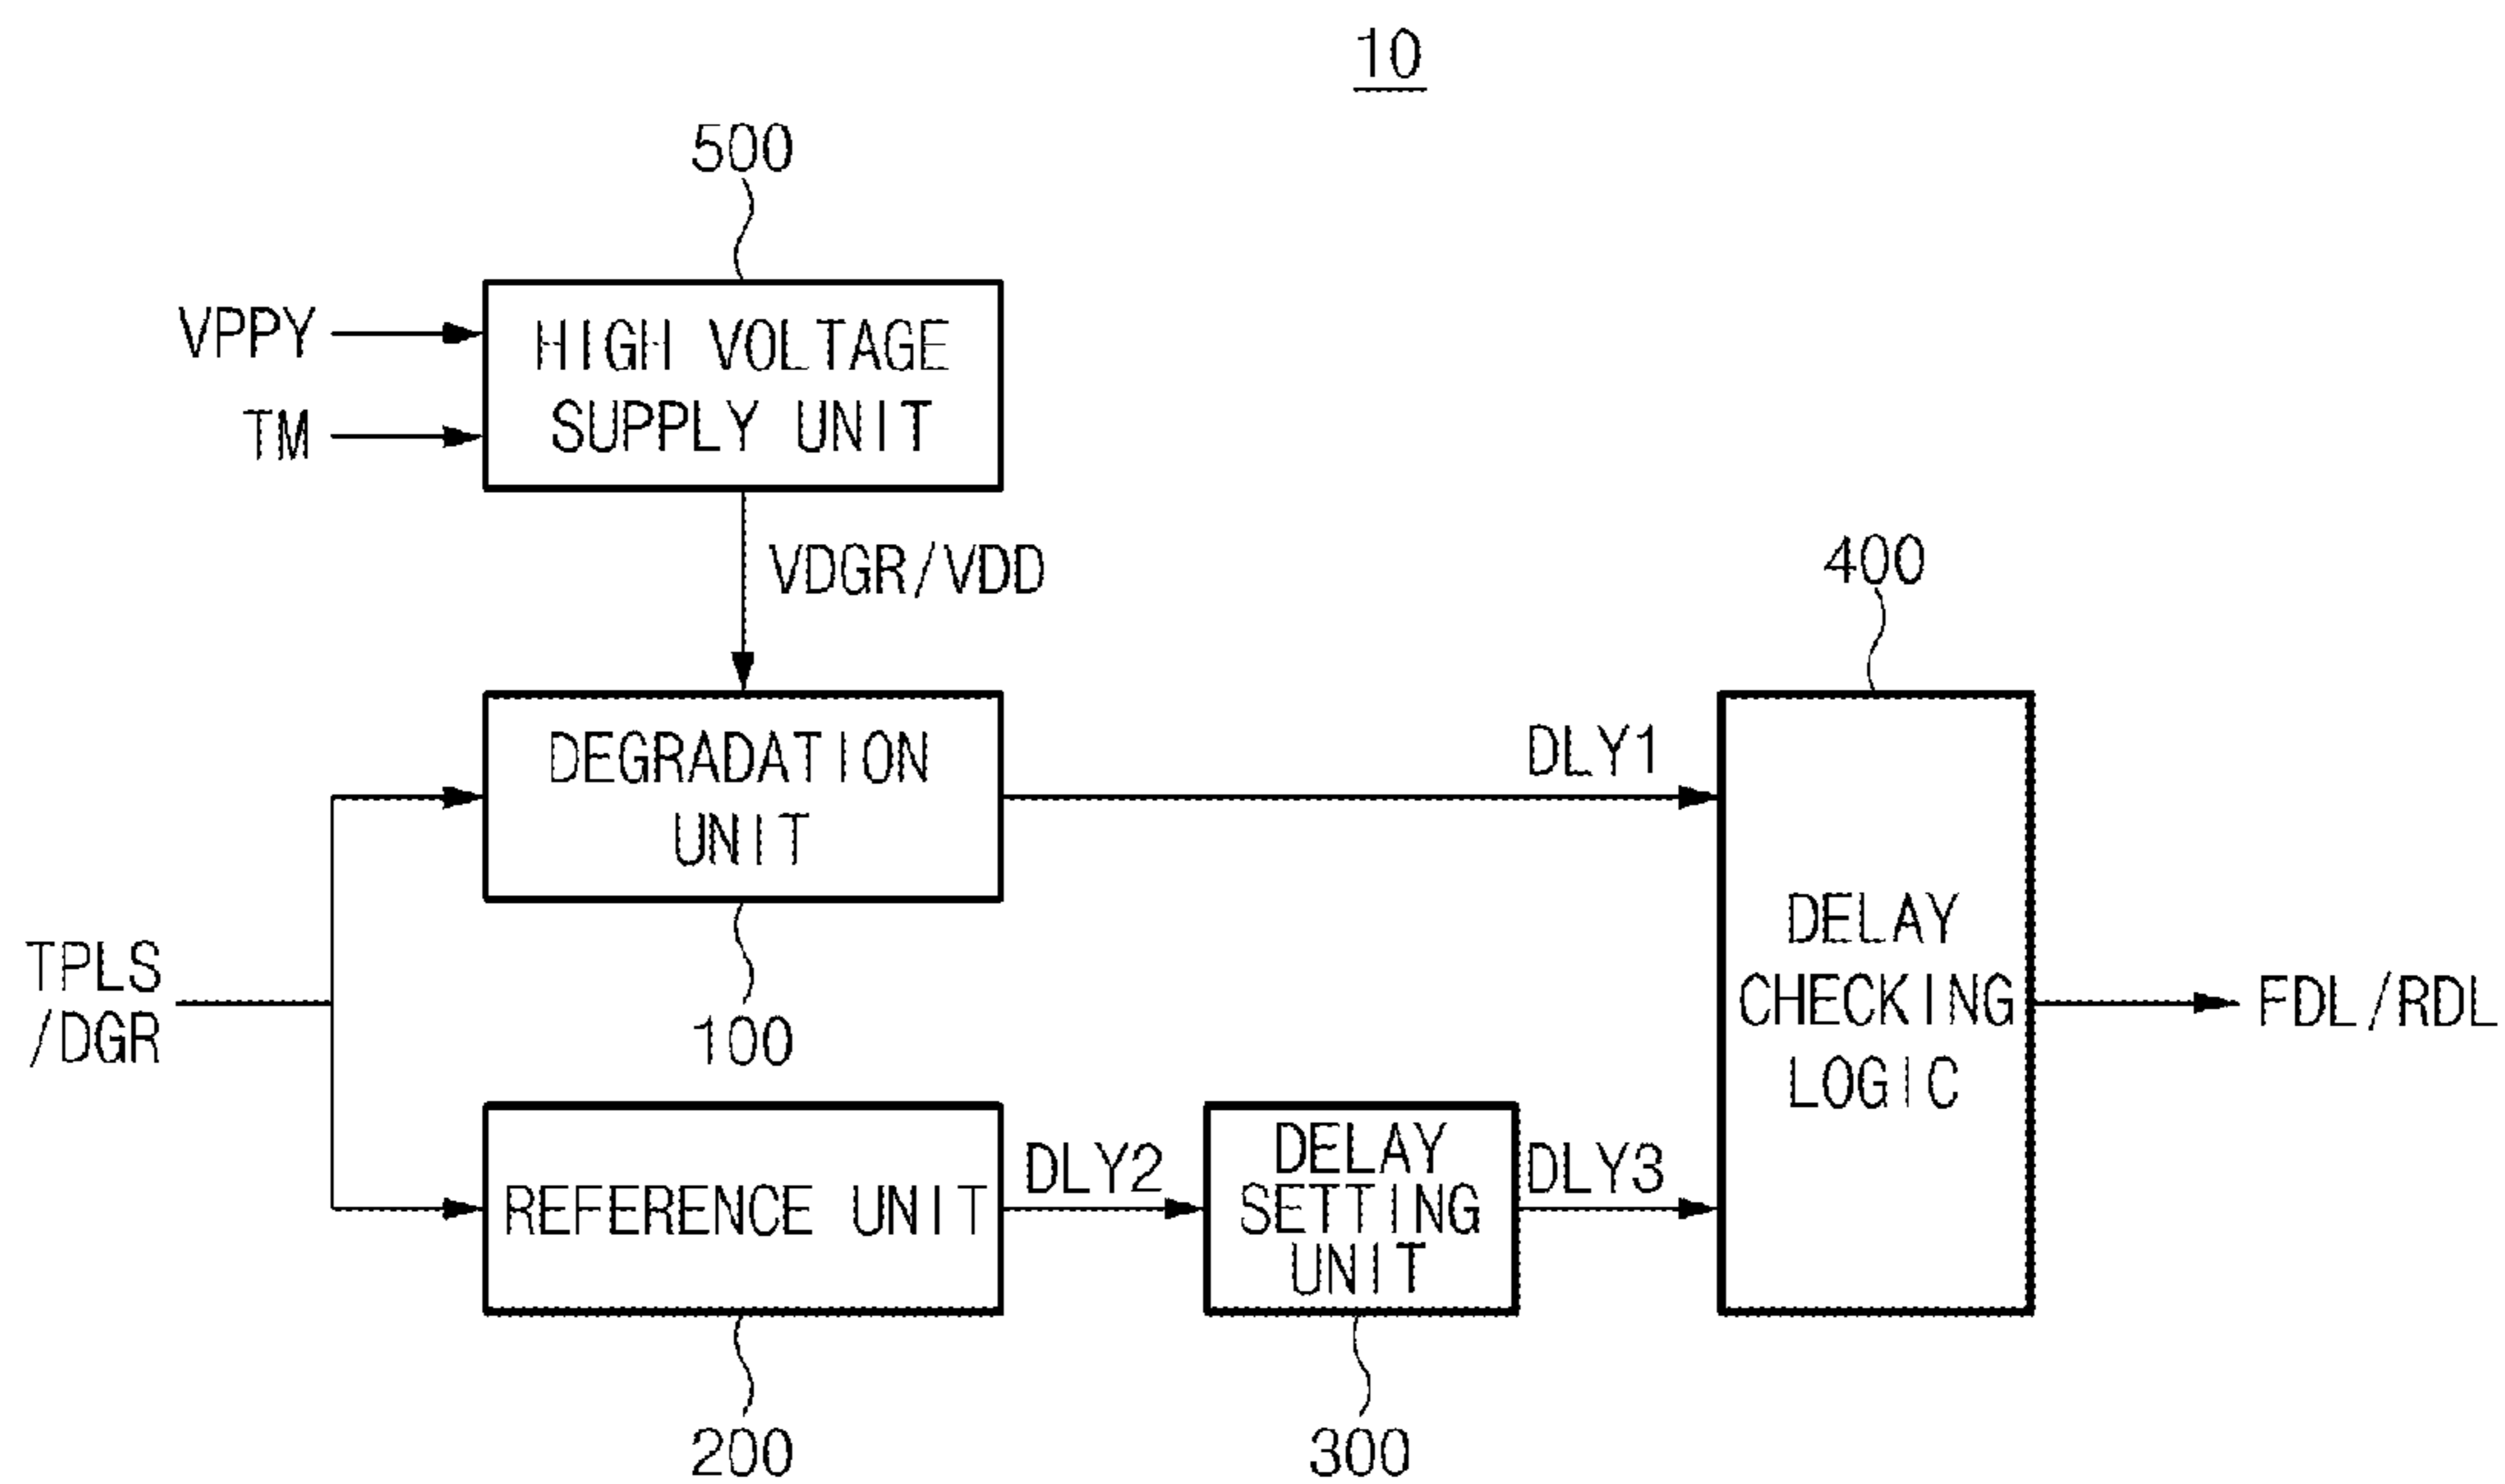 10
500
VPPY
TM
HIGH VOLTAGE
SUPPLY UNIT
VDGR/VDD
400
DEGRADATION
UNIT
DLY1
100
TPLS
/DGR
DELAY
CHECKING
LOGIC
FDL/RDL
REFERENCE UNIT
DLY2
DELAY
SETTING
UNIT
DLY3
200
300